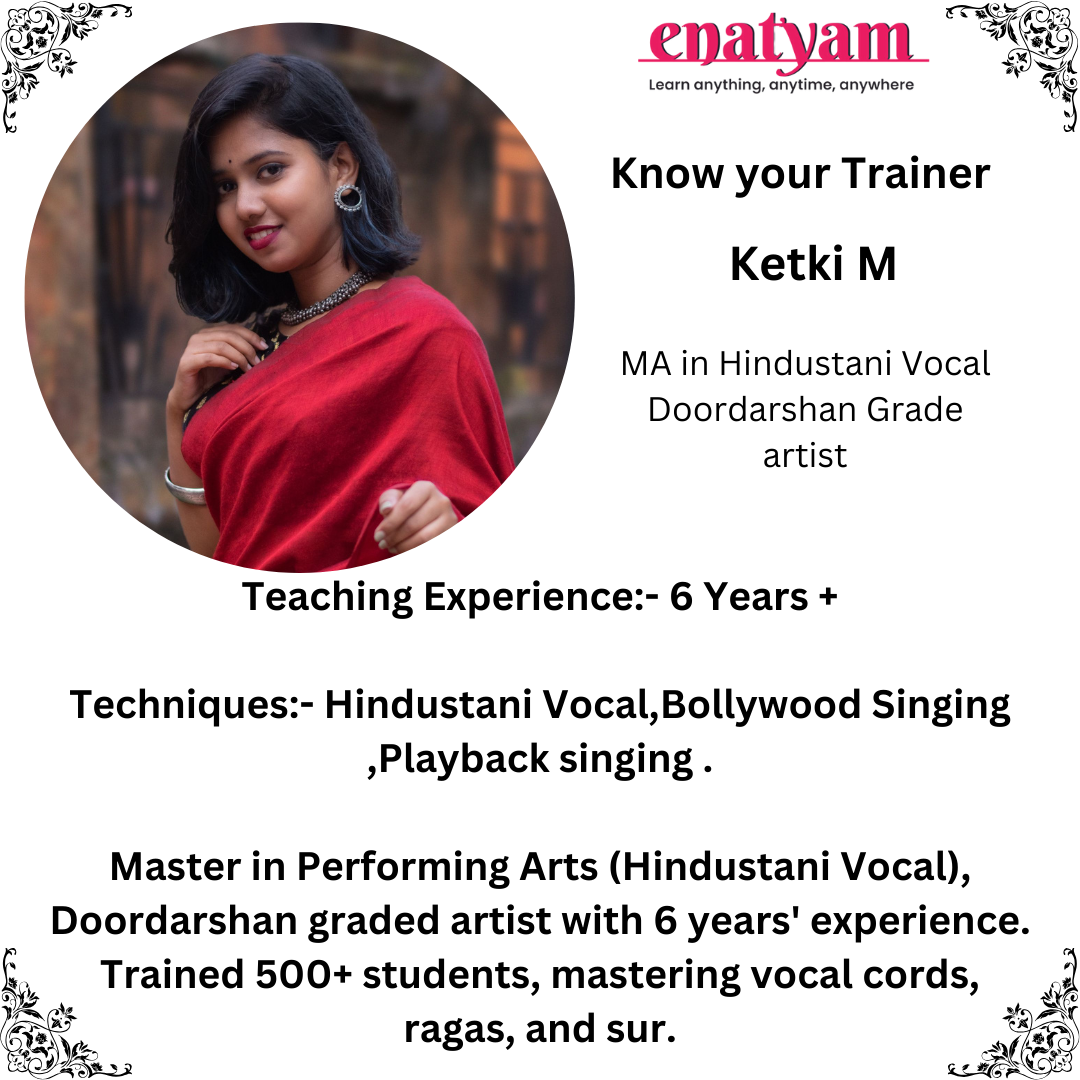 enatyam
Learn anything, anytime, anywhere
Know your Trainer
Ketki M
MA in Hindustani Vocal
Doordarshan Grade
artist
Teaching Experience:- 6 Years +
Techniques:- Hindustani Vocal,Bollywood Singing
,Playback singing .
Master in Performing Arts (Hindustani Vocal),
Doordarshan graded artist with 6 years' experience.
Trained 500+ students, mastering vocal cords,
ragas, and sur.